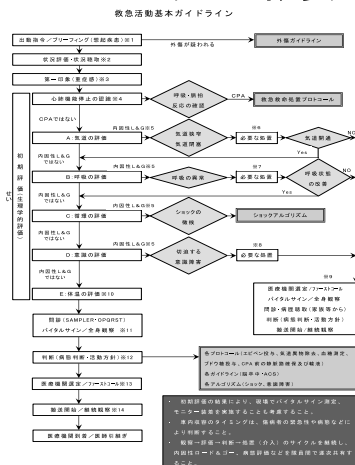 救急活動基本ガイドライン
出動指令／ブリーフィング（想起疾患）※1
外傷が疑われる
外傷ガイドライン
状況評価・状況聴取※2
第一印象（重症感）※3
心肺機能停止の認識※4
呼吸・脈拍
反応の確認
CPA
救急救命処置プロトコール
CPAではない
初期評価（生理学的評価）
A：気道の評価
内因性L&G※5
気道狭窄
気道閉塞
※6
必要な処置
気道開通
NO
Yes
内因性L&G
ではない
B：呼吸の評価
内因性L&G※5
呼吸の異常
※7
必要な処置
呼吸状態
の改善
NO
Yes
内因性L&G
ではない
C：循環の評価
内因性L&G※5
ショックの
徴候
ショックアルゴリズム
内因性L&G
ではない
D：意識の評価
内因性L&G※5
切迫する
意識障害
※8
必要な処置
内因性L&G
ではない
E：体温の評価※10
※9
医療機関選定／ファーストコール
バイタルサイン／全身観察
問診・病歴聴取（家族等から）
判断（病態判断・活動方針）
搬送開始／継続観察
問診（SAMPLER・OPQRST）
バイタルサイン／全身観察 ※11
判断（病態判断・活動方針）※12
医療機関選定／ファーストコール※13
搬送開始／継続観察※14
医療機関到着／医師引継ぎ
各プロトコール（エピペン投与、気道異物除去、血糖測定、
ブドウ糖投与、CPA前の静脈路確保及び輸液）
各ガイドライン（脳卒中・ACS）
各アルゴリズム（ショック、意識障害）
・ 初期評価の結果により、現場でバイタルサイン測定、
モニター装着を実施することも考慮すること。
・ 車内収容のタイミングは、傷病者の緊急性や病態などに
より判断すること。
・ 観察→評価→判断→処置（介入）のサイクルを継続し、
内因性ロード＆ゴー、病態評価などを隊員間で適次共有す
ること。